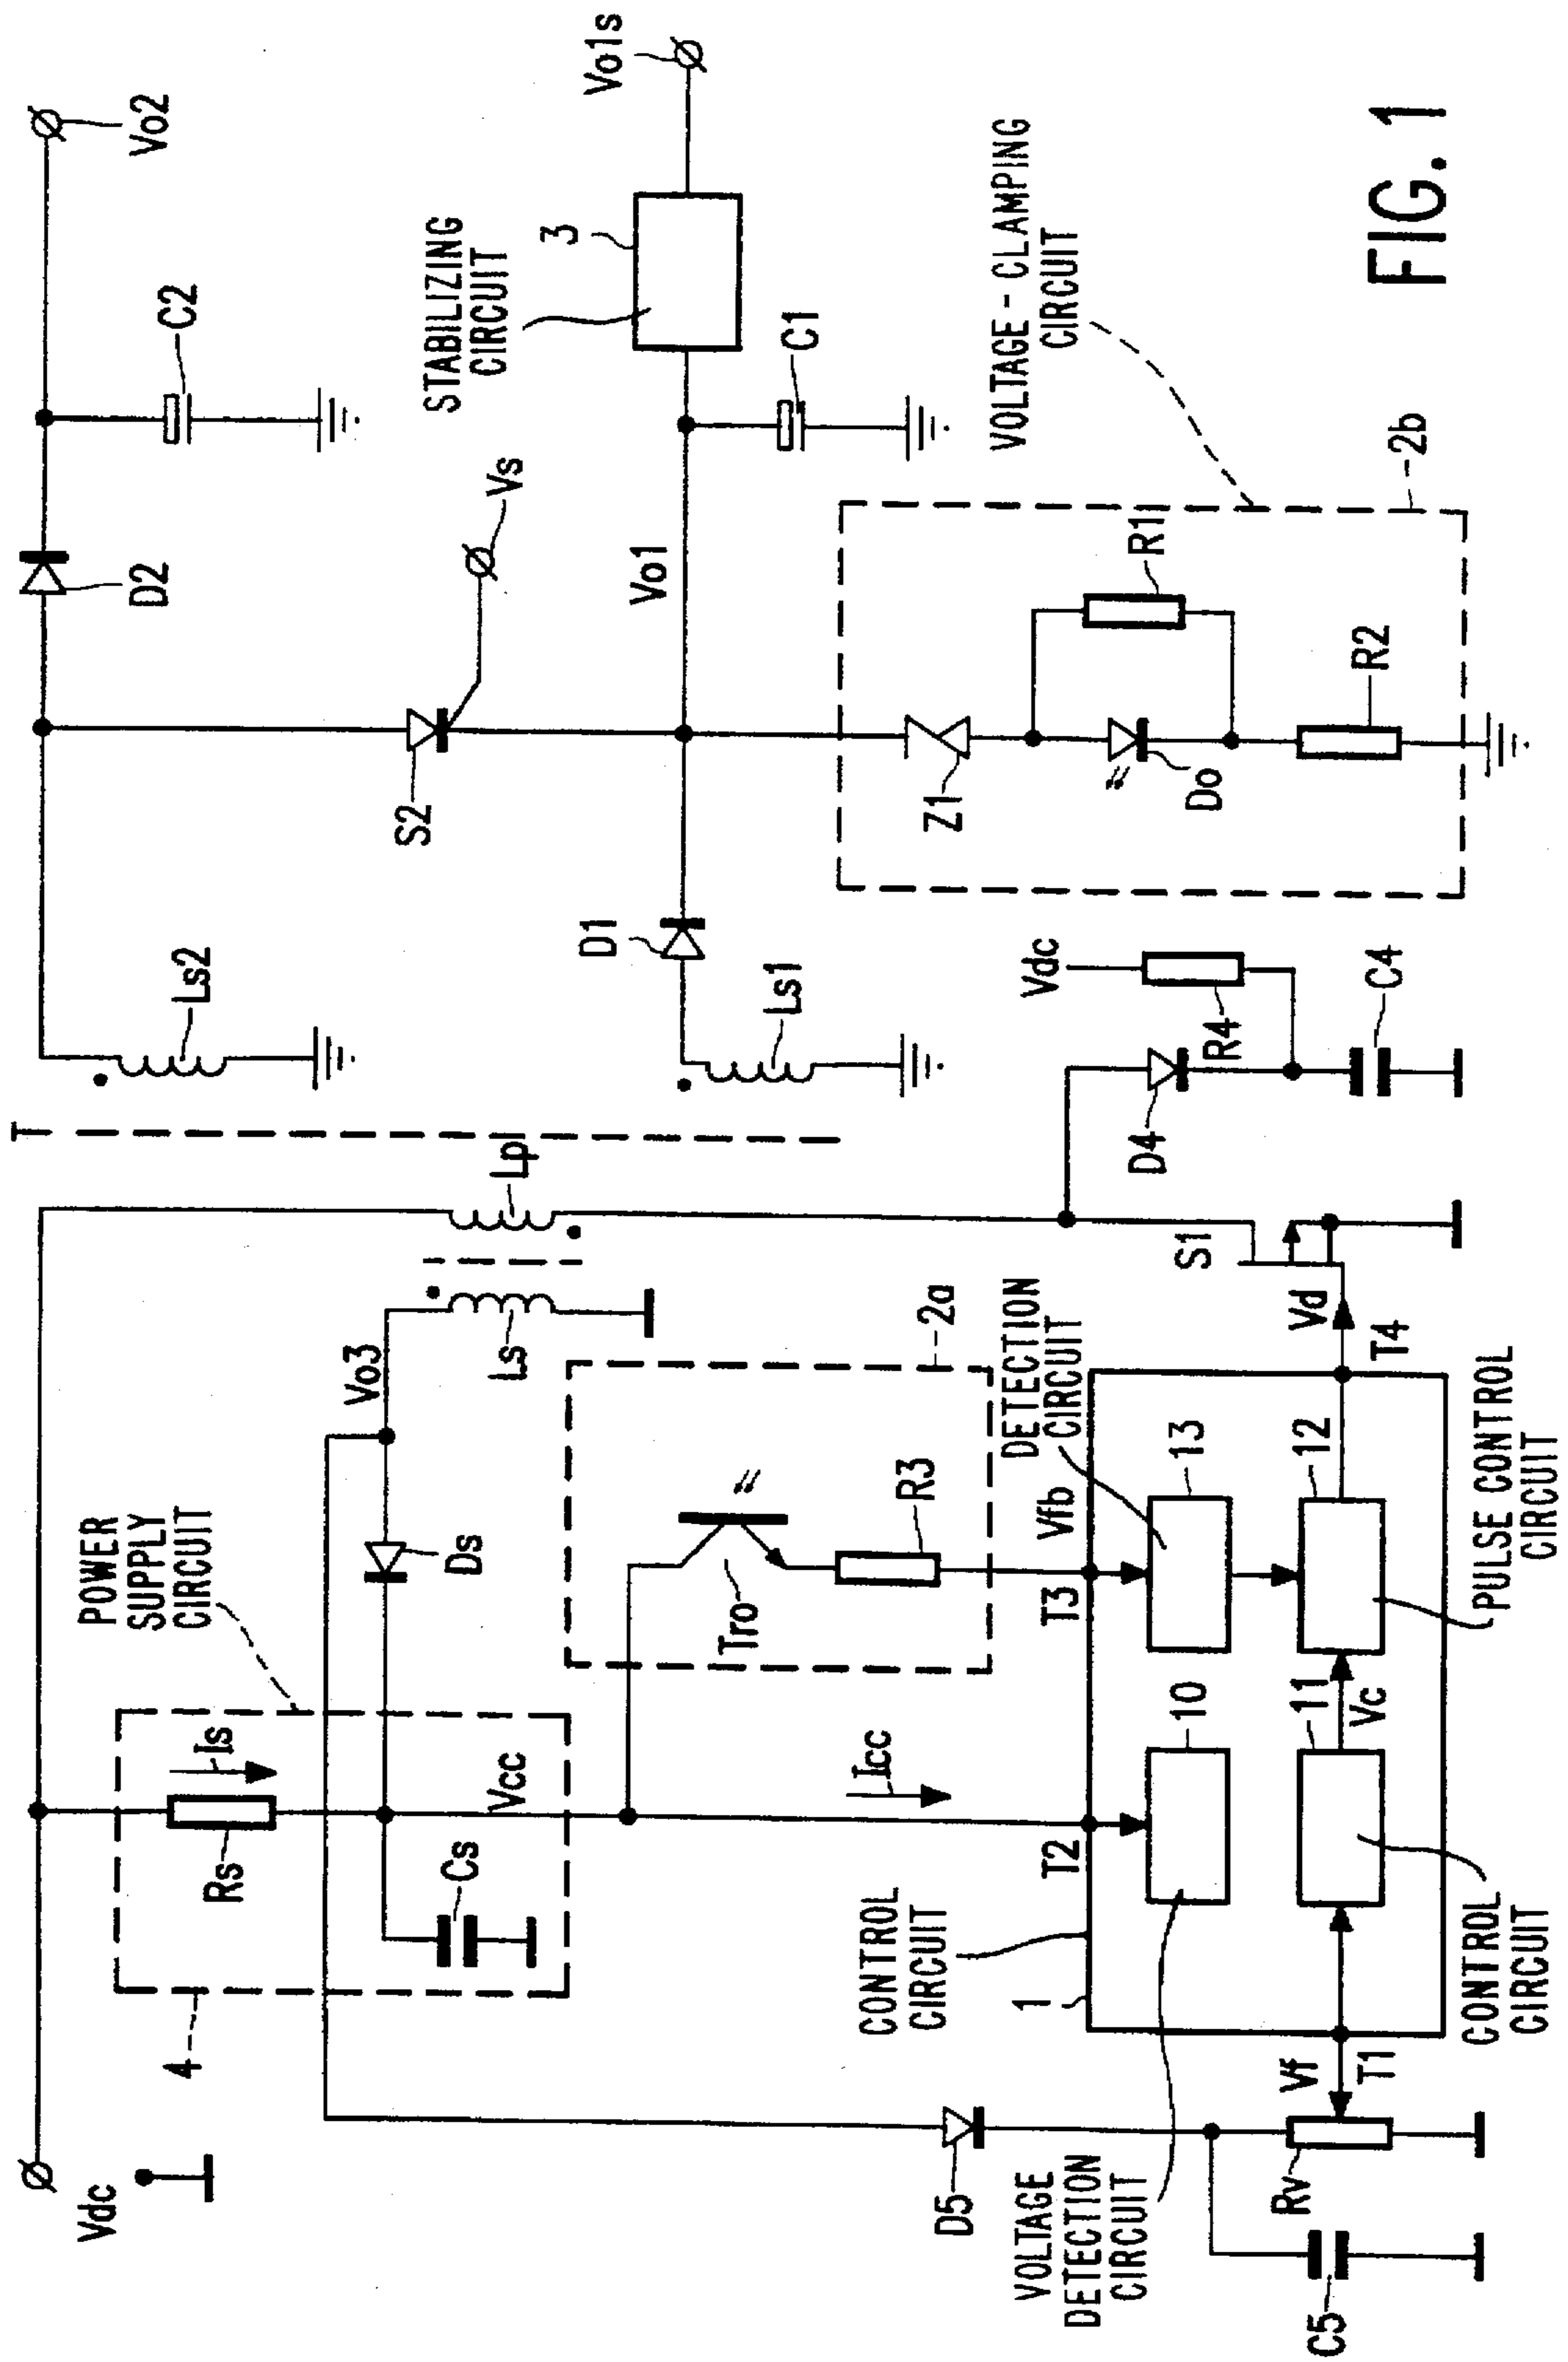 Vo2
C2
D2
Vs
S2
Ls2
STABILIZING
CIRCUIT
3
Vo1s
C1
Vo1
D1
Ls1
VOLTAGE - CLAMPING
CIRCUIT
2b
R1
Z1
Do
R2
FIG. 1
Vdc
R4
C4
D4
T
Lp
Ls
Vo3
POWER
SUPPLY
CIRCUIT
Ds
Is
Rs
Vcc
Cs
4
Vdc
2a
Tro
R3
DETECTION
CIRCUIT
S1
Vd
T4
Vfb
T3
13
12
PULSE CONTROL
CIRCUIT
Icc
T2
10
11
Vc
CONTROL
CIRCUIT
1
CONTROL
CIRCUIT
Vf
T1
D5
VOLTAGE
DETECTION
CIRCUIT
Rv
C5